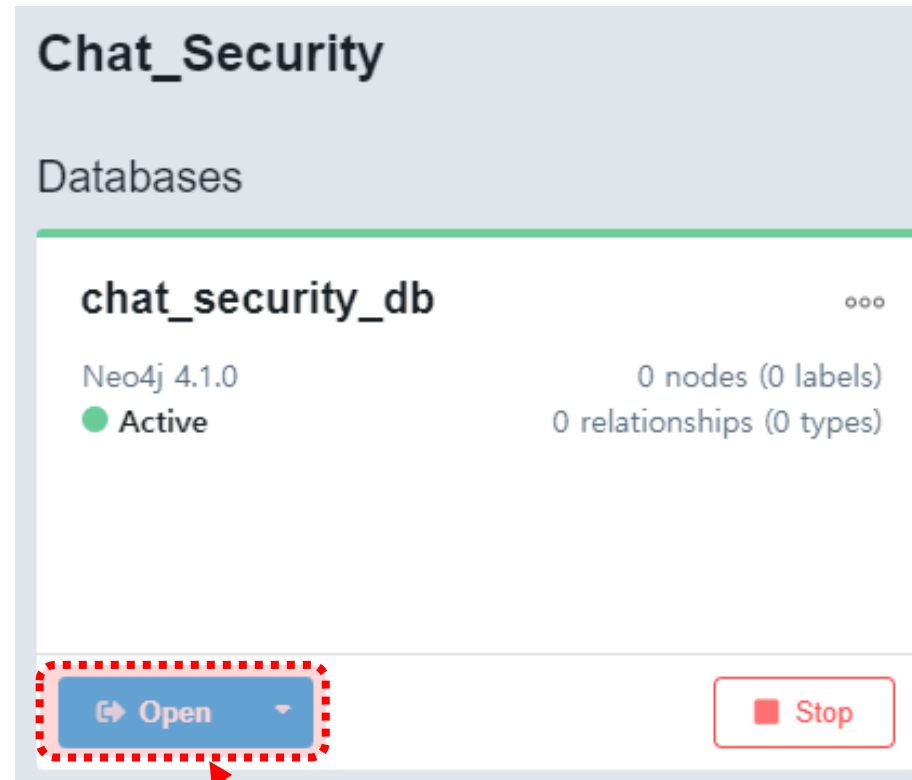 Chat_Security
Databases
chat_security_db
Neo4j 4.1.0
0 nodes (0 labels)
Active
0 relationships (0 types)
Open
Stop